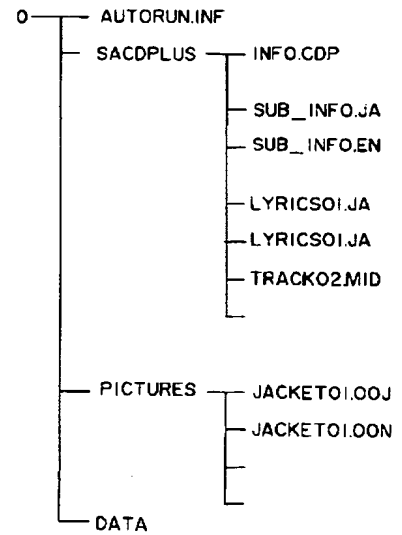 0 AUTORUN.INF
SACDPLUS INFO.CDP
SUB_INFO.JA
SUB_INFO.EN
LYRICS01.JA
LYRICS01.JA
TRACK02.MID
PICTURES JACKET01.00J
JACKET01.00N
DATA